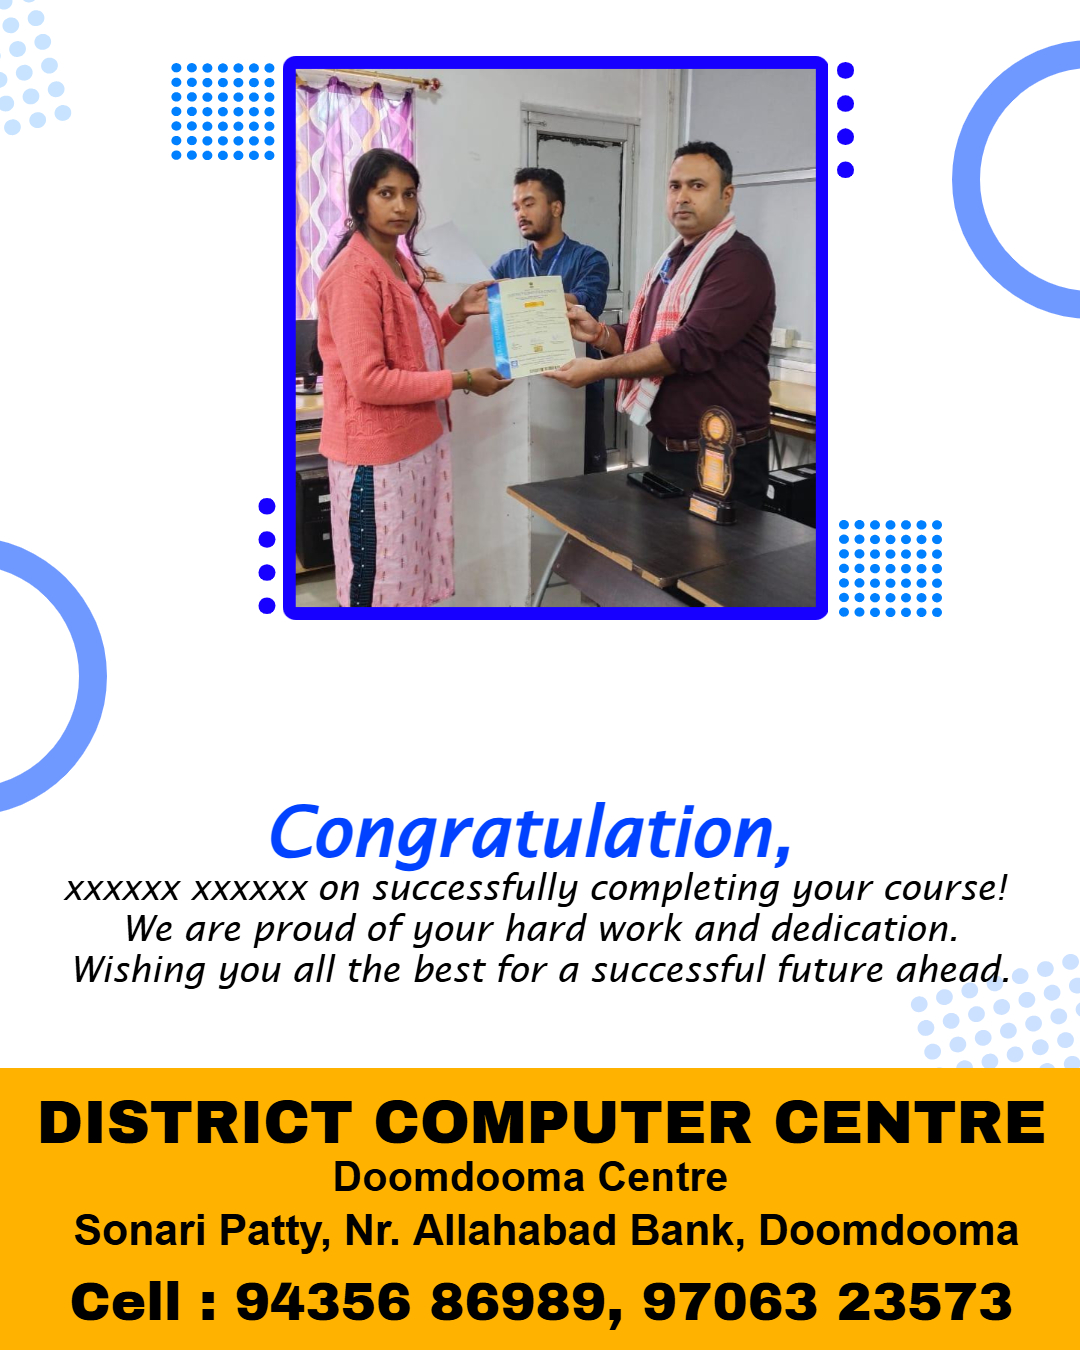 Congratulation,
xxxxxx xxxxxx on successfully completing your course!
We are proud of your hard work and dedication.
Wishing you all the best for a successful future ahead.
DISTRICT COMPUTER CENTRE
Doomdooma Centre
Sonari Patty, Nr. Allahabad Bank, Doomdooma
Cell : 94356 86989, 97063 23573